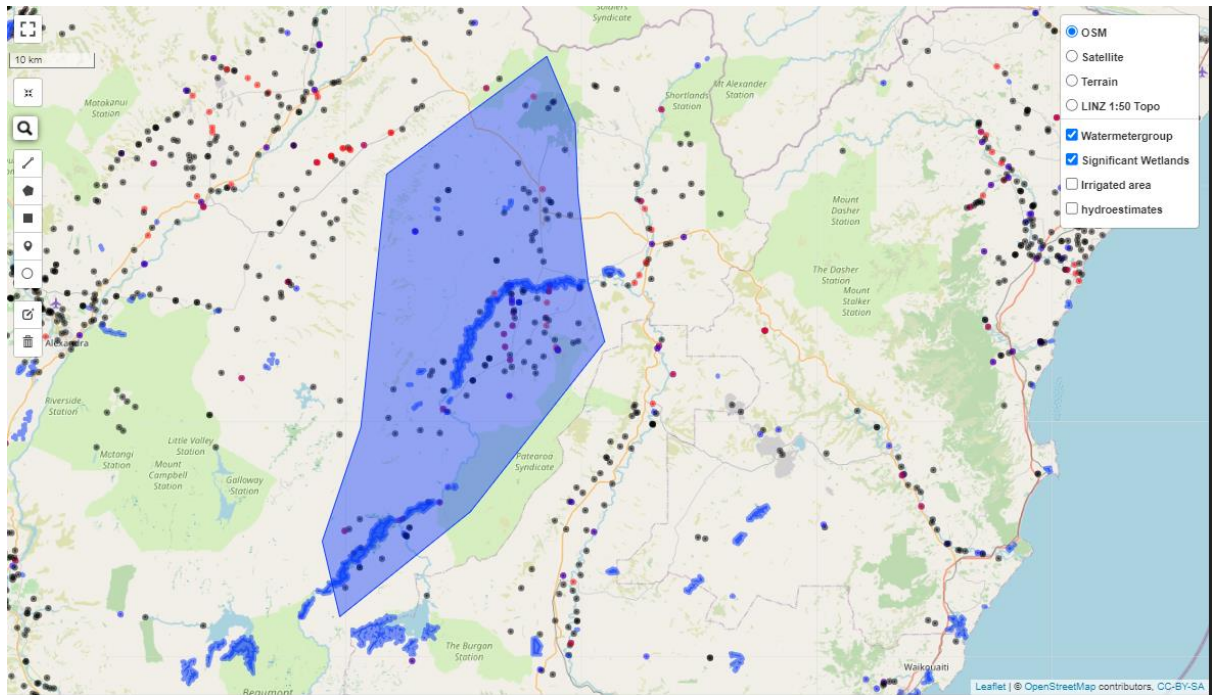 Soldiers
Syndicate
10 km
OSM
Satellite
Terrain
LINZ 1:50 Topo
Watermetergroup
Significant Wetlands
Irrigated area
hydroestimates
Matakanui
Station
Shortlands
Station
Mt Alexander
Station
Mount
Dasher
Station
The Dasher
Mount
Stalker
Station
Alexandra
Riverside
Station
Little Valley
Station
Motangi
Station
Mount
Campbell
Station
Galloway
Station
Patearoa
Syndicate
The Burgan
Station
Beaumont
Waikouaiti
Leaflet | © OpenStreetMap contributors, CC-BY-SA